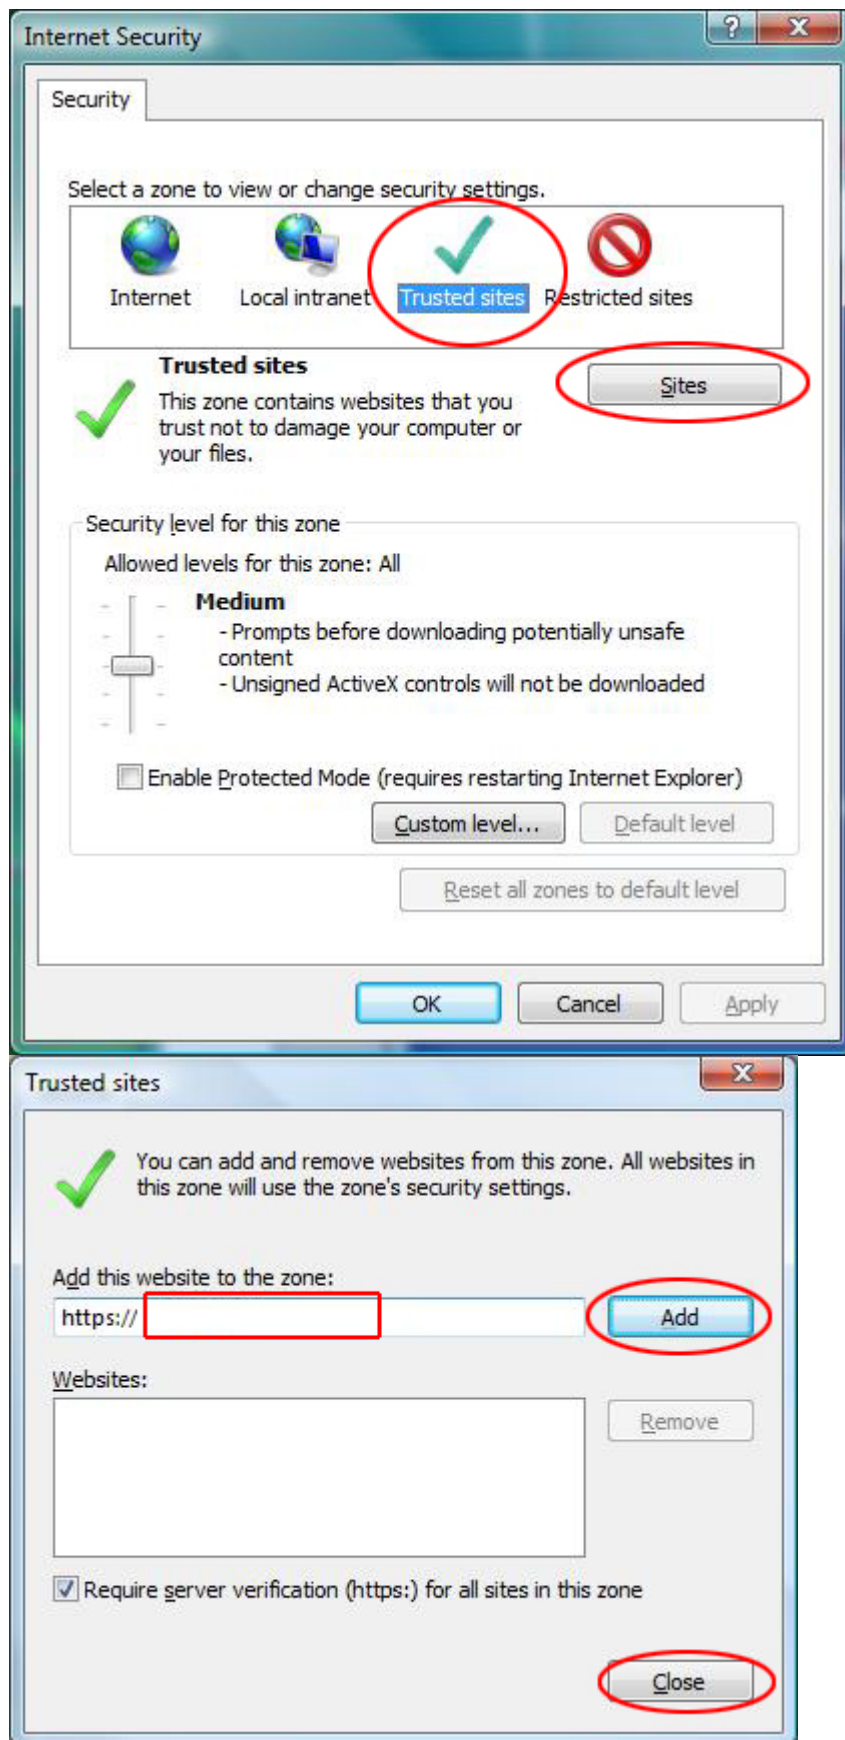 Internet Security
?
X
Security
Select a zone to view or change security settings.
Internet
Local intranet
Trusted sites
Restricted sites
Trusted sites
Sites
This zone contains websites that you
trust not to damage your computer or
your files.
Security level for this zone
Allowed levels for this zone: All
Medium
- Prompts before downloading potentially unsafe
content
- Unsigned ActiveX controls will not be downloaded
Enable Protected Mode (requires restarting Internet Explorer)
Custom level...
Default level
Reset all zones to default level
OK
Cancel
Apply
Trusted sites
X
You can add and remove websites from this zone. All websites in
this zone will use the zone's security settings.
Add this website to the zone:
https://
Add
Websites:
Remove
Require server verification (https:) for all sites in this zone
Close